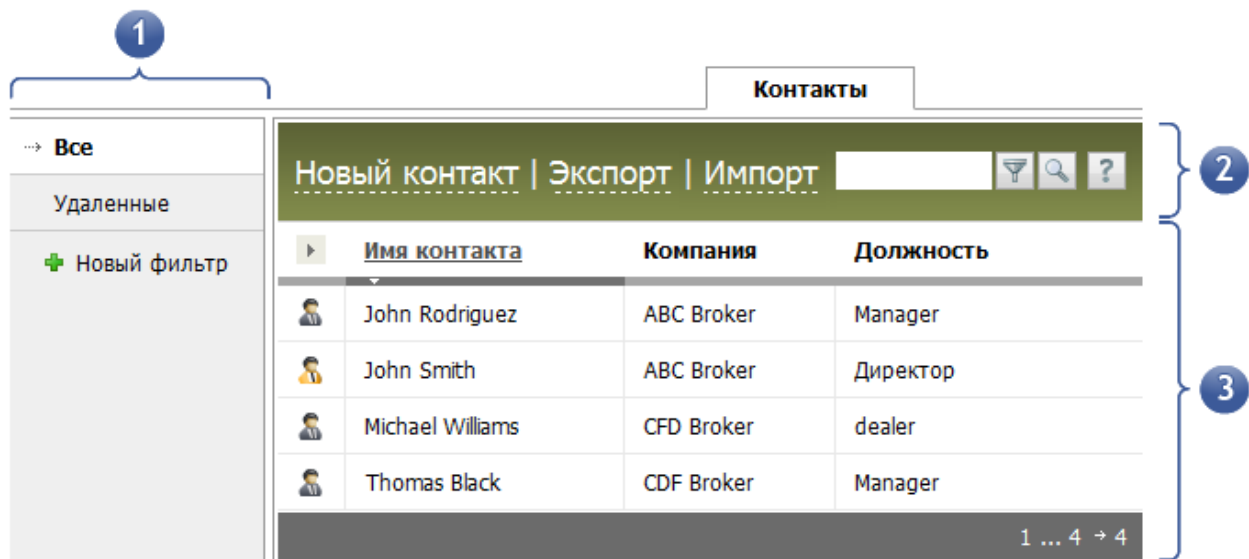 1
Контакты
Все
Удаленные
Новый фильтр
Новый контакт | Экспорт | Импорт ?
2
Имя контакта Компания Должность
John Rodriguez ABC Broker Manager
John Smith ABC Broker Директор
Michael Williams CFD Broker dealer
Thomas Black CDF Broker Manager
3
1 ... 4 → 4